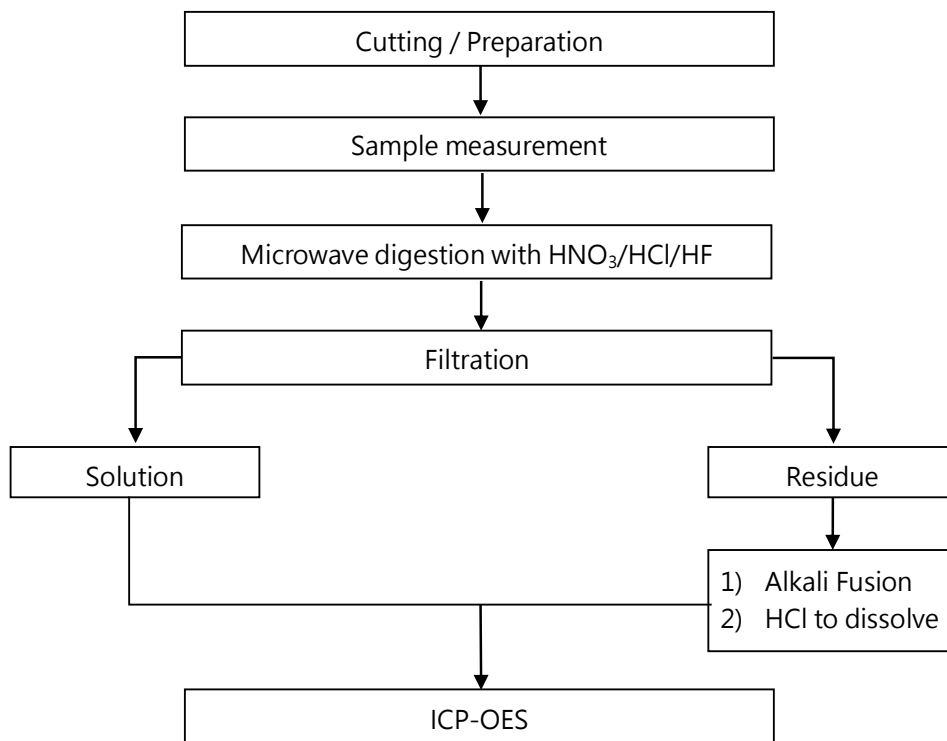 Cutting / Preparation
Sample measurement
Microwave digestion with HNO₃/HCl/HF
Filtration
Solution
Residue
1) Alkali Fusion
2) HCl to dissolve
ICP-OES